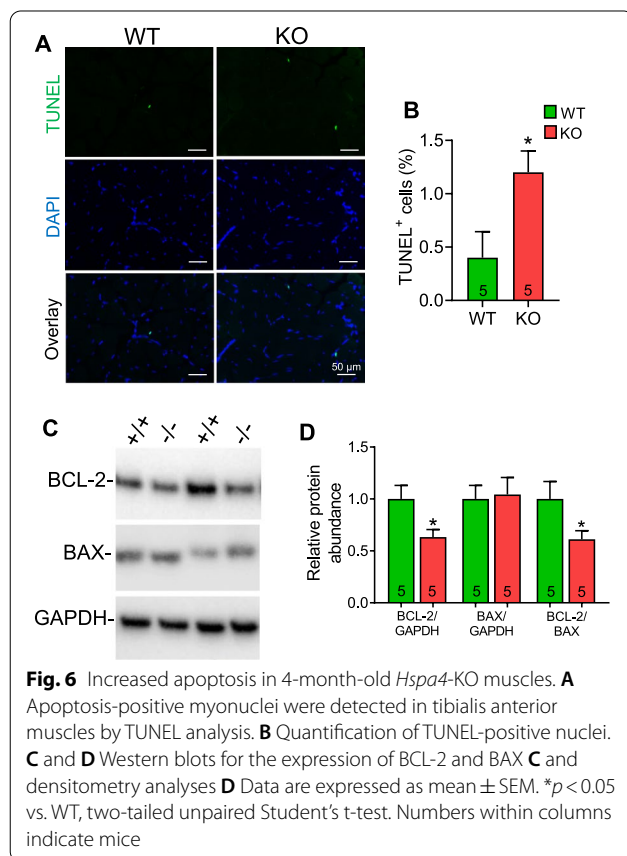 A
WT
KO
TUNEL
DAPI
Overlay
50 µm
B
WT
KO
TUNEL+ cells (%)
1.5
1.0
0.5
0.0
*
5
5
WT
KO
C
+/+
-/-
+/+
-/-
BCL-2-
BAX-
GAPDH-
D
Relative protein
abundance
1.5
1.0
0.5
0.0
*
*
5
5
5
5
5
5
BCL-2/
GAPDH
BAX/
GAPDH
BCL-2/
BAX
Fig. 6 Increased apoptosis in 4-month-old Hspa4-KO muscles. A
Apoptosis-positive myonuclei were detected in tibialis anterior
muscles by TUNEL analysis. B Quantification of TUNEL-positive nuclei.
C and D Western blots for the expression of BCL-2 and BAX C and
densitometry analyses D Data are expressed as mean ± SEM. *p < 0.05
vs. WT, two-tailed unpaired Student's t-test. Numbers within columns
indicate mice